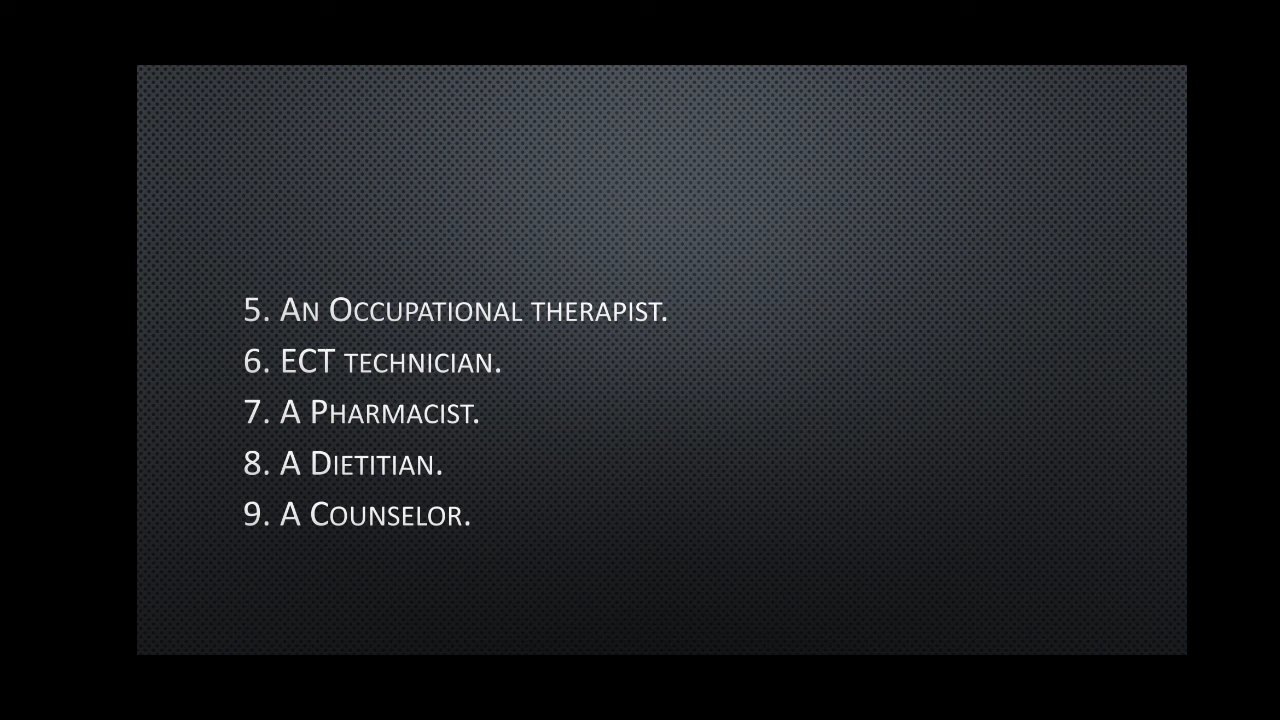 5. An Occupational therapist.
6. ECT technician.
7. A Pharmacist.
8. A Dietitian.
9. A Counselor.